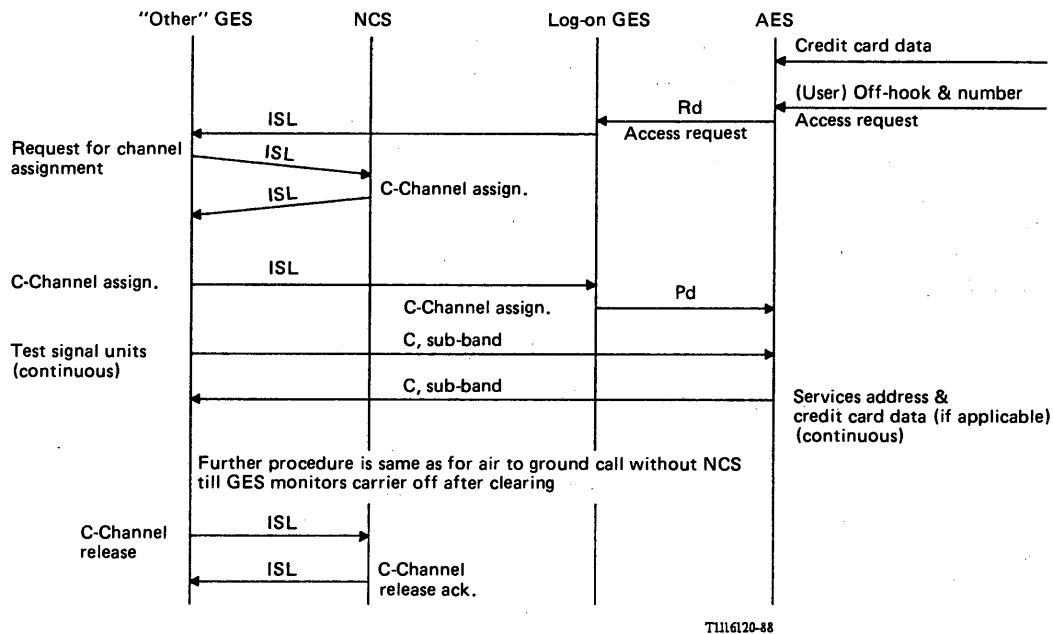 "Other" GES NCS Log-on GES AES
Credit card data
(User) Off-hook & number
Rd
Access request
Access request
ISL
Request for channel
assignment
ISL
C-Channel assign.
ISL
C-Channel assign.
ISL
C-Channel assign.
Pd
Test signal units
(continuous)
C, sub-band
C, sub-band
Services address &
credit card data (if applicable)
(continuous)
Further procedure is same as for air to ground call without NCS
till GES monitors carrier off after clearing
C-Channel
release
ISL
ISL
C-Channel
release ack.
T1116120-88